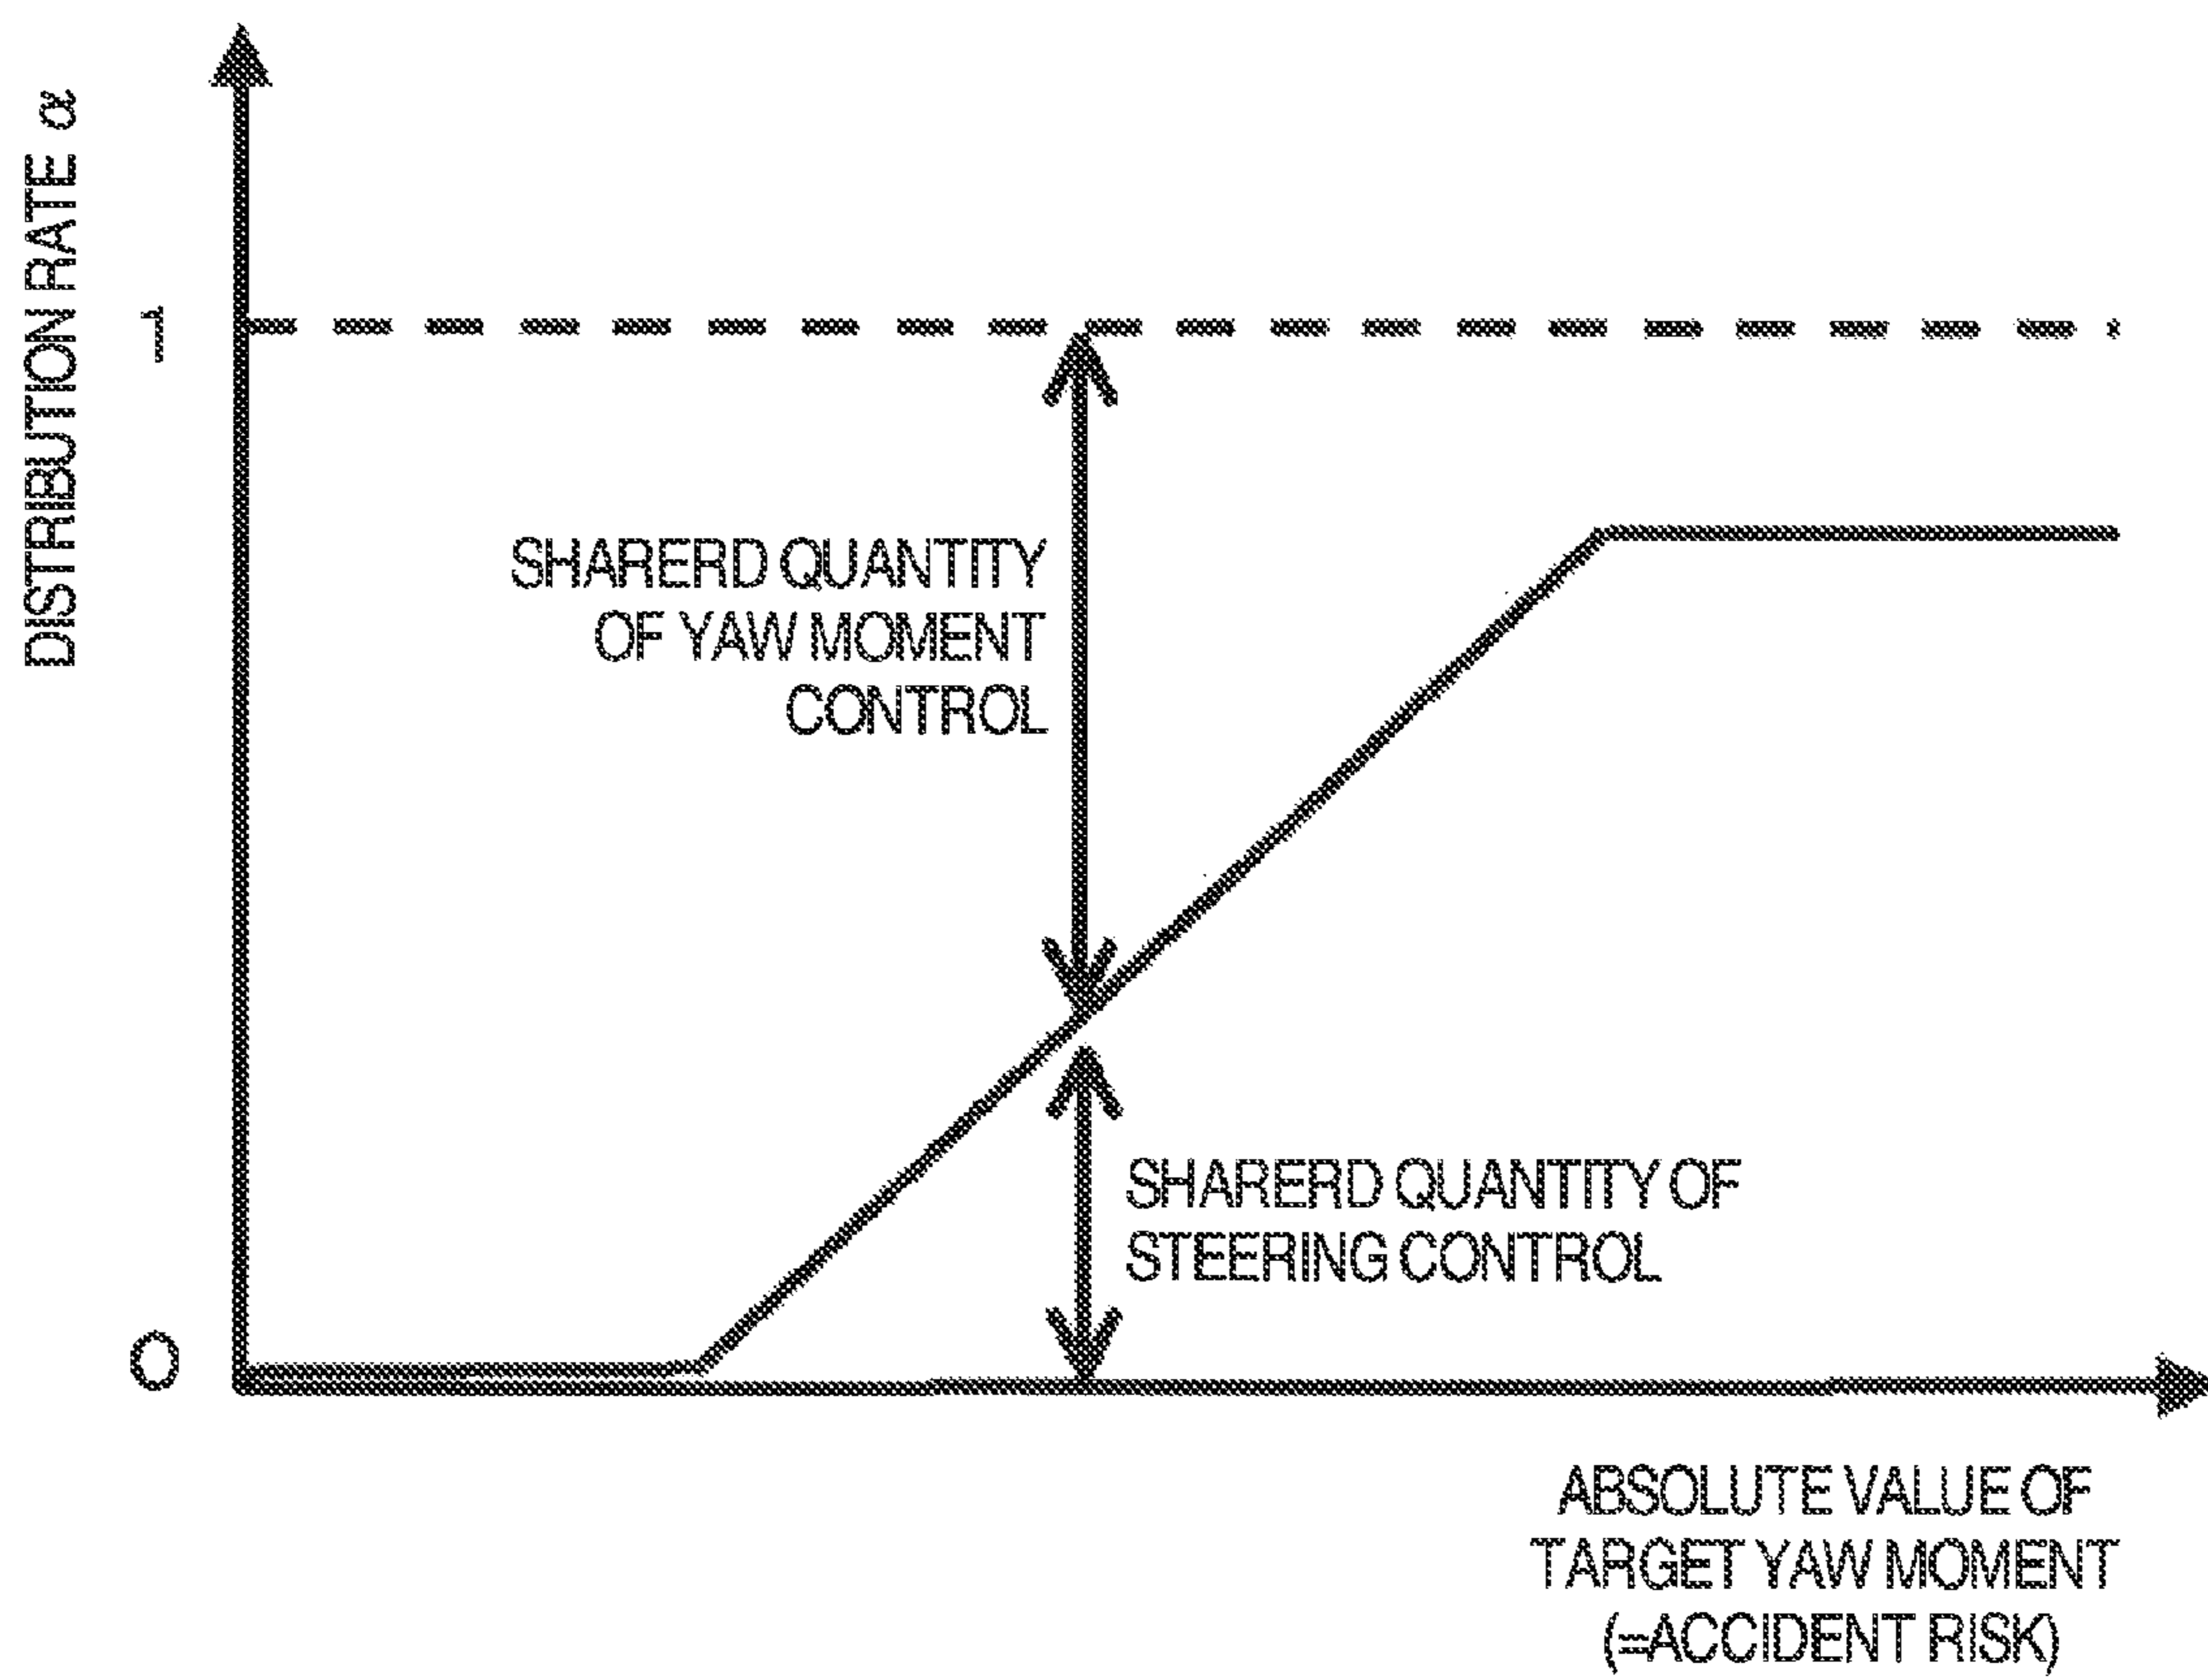 DISTRIBUTION RATE α
1
SHARERD QUANTITY
OF YAW MOMENT
CONTROL
SHARERD QUANTITY OF
STEERING CONTROL
0
ABSOLUTE VALUE OF
TARGET YAW MOMENT
(=ACCIDENT RISK)